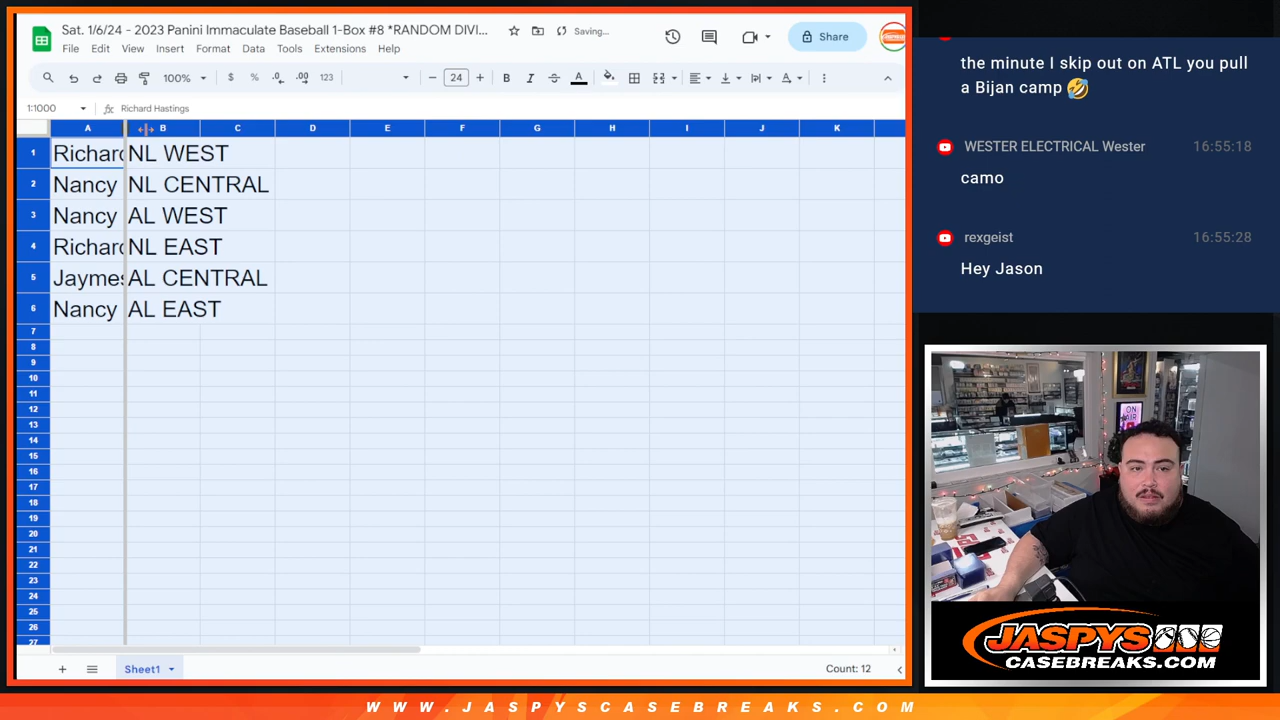 Sat. 1/6/24 - 2023 Panini Immaculate Baseball 1-Box #8 *RANDOM DIVI...
Saving...
Share
File Edit View Insert Format Data Tools Extensions Help
100% $ % .0 .00 123 24 B I A
1:1000 fx Richard Hastings
A B C D E F G H I J K
1 Richard NL WEST
2 Nancy NL CENTRAL
3 Nancy AL WEST
4 Richard NL EAST
5 Jaymes AL CENTRAL
6 Nancy AL EAST
7
8
9
10
11
12
13
14
15
16
17
18
19
20
21
22
23
24
25
26
27
Sheet1
Count: 12
the minute I skip out on ATL you pull
a Bijan camp 🤣
WESTER ELECTRICAL Wester 16:55:18
camo
rexgeist 16:55:28
Hey Jason
ON
AIR
JASPYS
CASEBREAKS.COM
WWW.JASPYSCASEBREAKS.COM